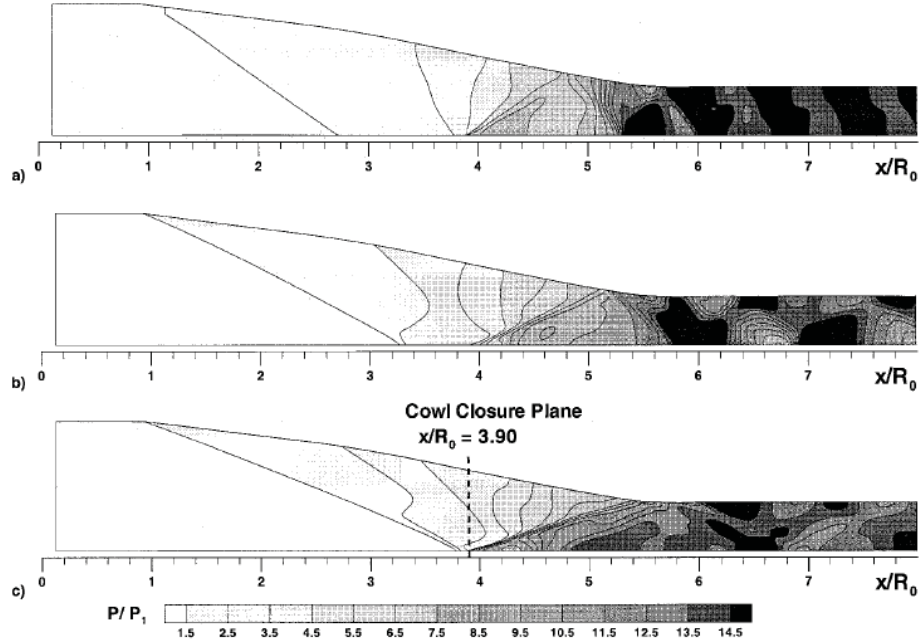 0 1 2 3 4 5 6 7 x/R₀
a)
0 1 2 3 4 5 6 7 x/R₀
b)
Cowl Closure Plane
x/R₀ = 3.90
0 1 2 3 4 5 6 7 x/R₀
c)
P/ P₁
1.5 2.5 3.5 4.5 5.5 6.5 7.5 8.5 9.5 10.5 11.5 12.5 13.5 14.5